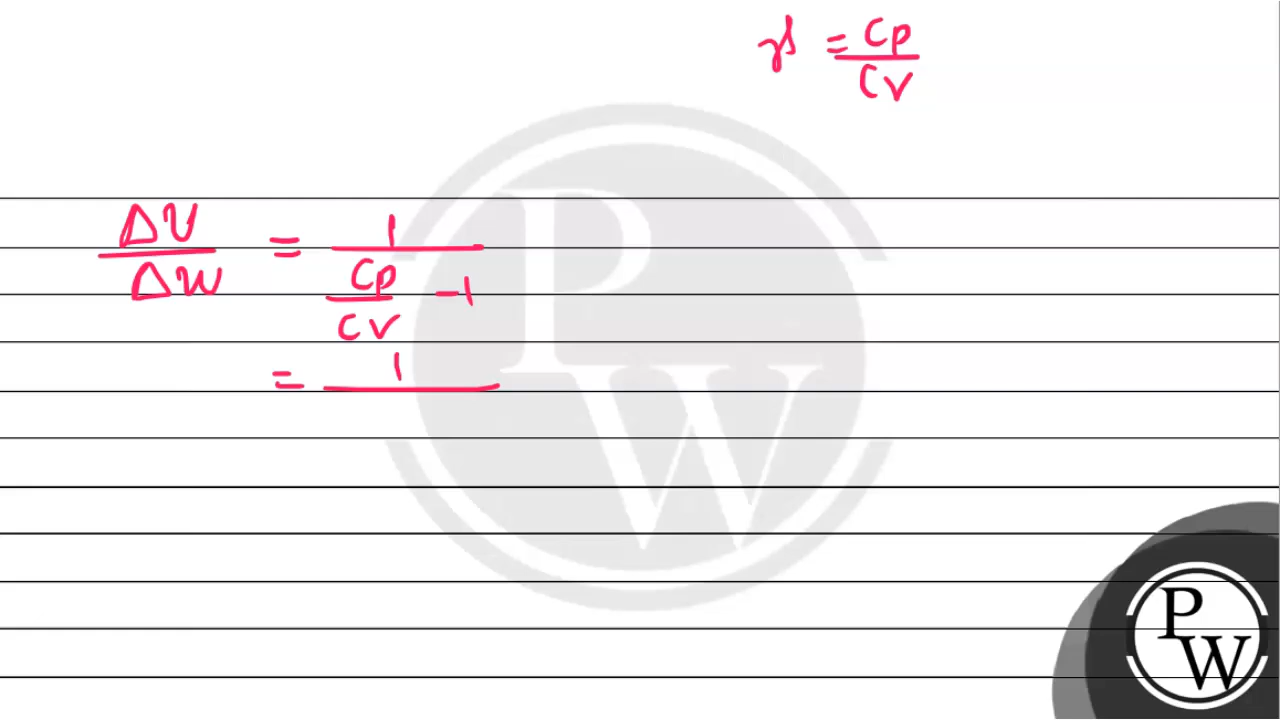 γ = Cp/Cv
ΔU/ΔW = 1/(Cp/Cv - 1)
= 1/
P
W
P
W